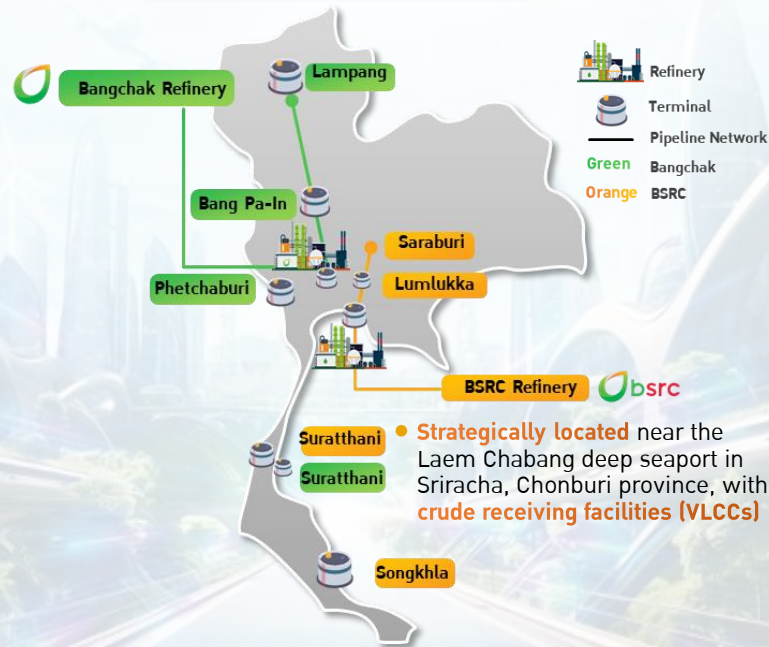 Lampang
Bangchak Refinery
Bang Pa-In
Phetchaburi
Saraburi
Lumlukka
BSRC Refinery
bsrc
Suratthani
Suratthani
Songkhla
Refinery
Terminal
Pipeline Network
Green Bangchak
Orange BSRC
• Strategically located near the
Laem Chabang deep seaport in
Sriracha, Chonburi province, with
crude receiving facilities (VLCCs)